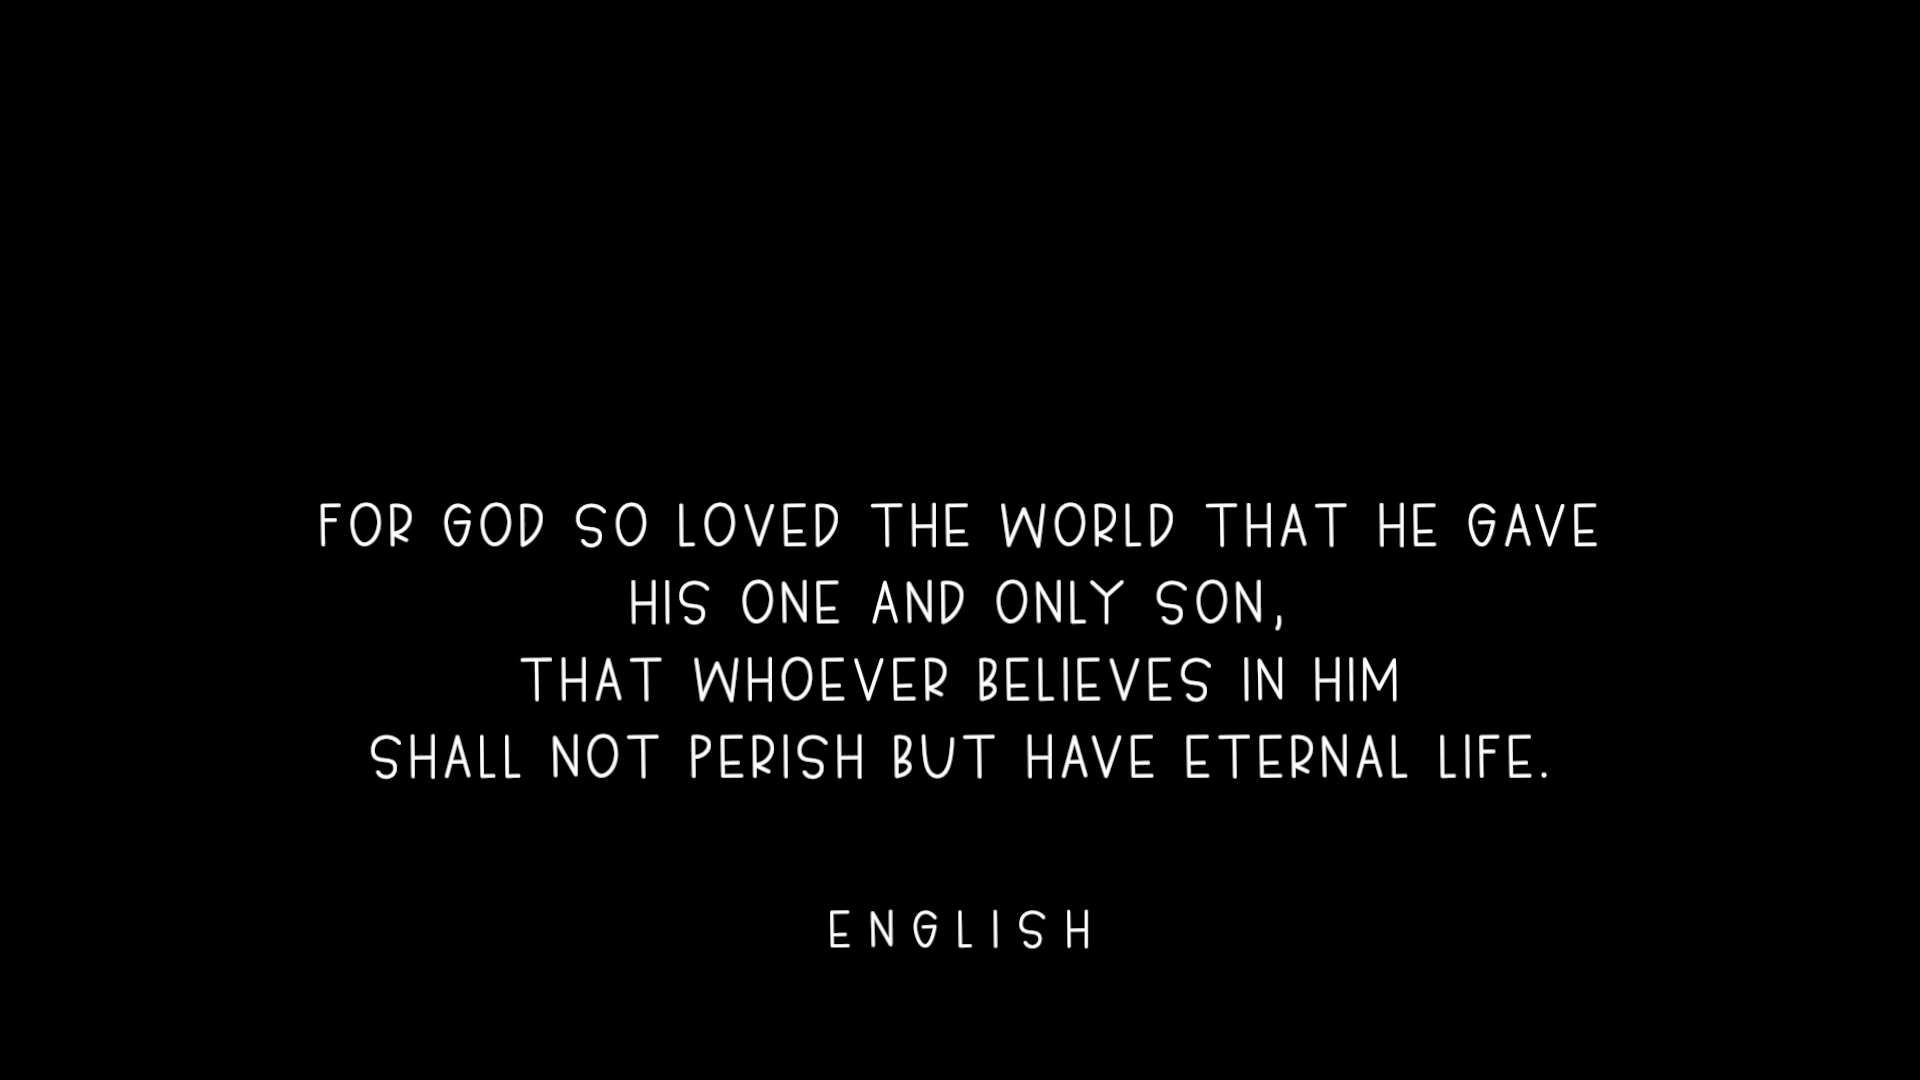 FOR GOD SO LOVED THE WORLD THAT HE GAVE
HIS ONE AND ONLY SON,
THAT WHOEVER BELIEVES IN HIM
SHALL NOT PERISH BUT HAVE ETERNAL LIFE.
ENGLISH